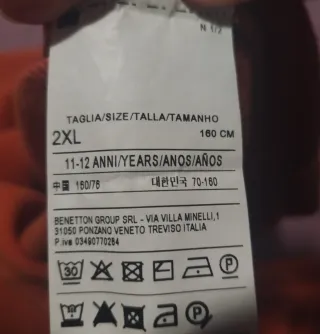 N 1/2
TAGLIA/SIZE/TALLA/TAMANHO
2XL 160 CM
11-12 ANNI/YEARS/ANOS/AÑOS
中國 160/76 대한민국 70-160
BENETTON GROUP SRL - VIA VILLA MINELLI,1
31050 PONZANO VENETO TREVISO ITALIA
P.iva 03490770264
30
P
P